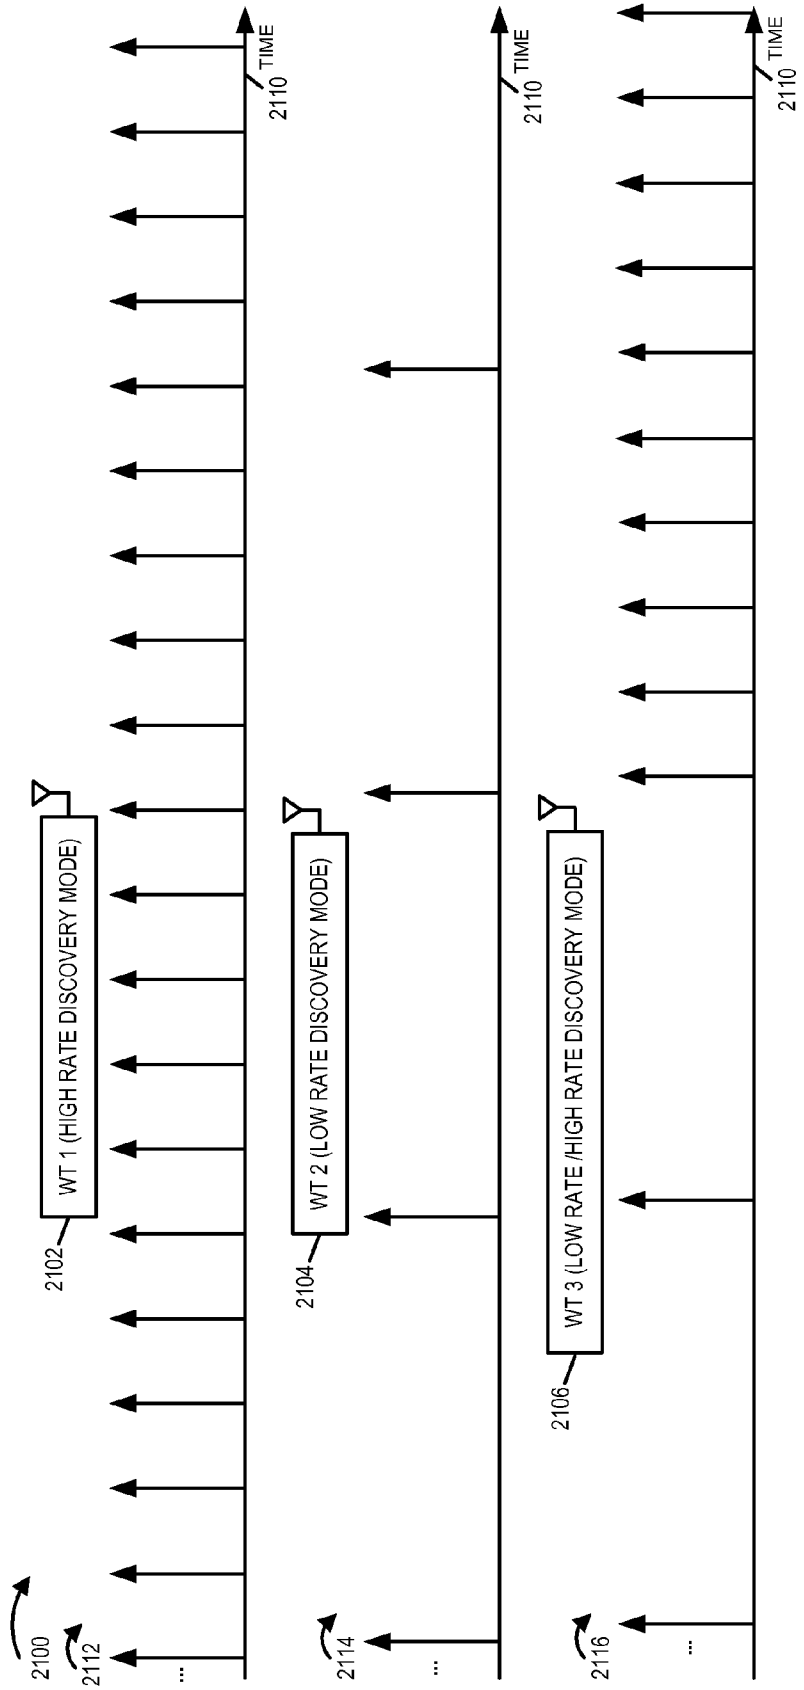 2100
2112
2102
WT 1 (HIGH RATE DISCOVERY MODE)
...
2110
TIME
2114
2104
WT 2 (LOW RATE DISCOVERY MODE)
...
2110
TIME
2116
2106
WT 3 (LOW RATE /HIGH RATE DISCOVERY MODE)
...
2110
TIME